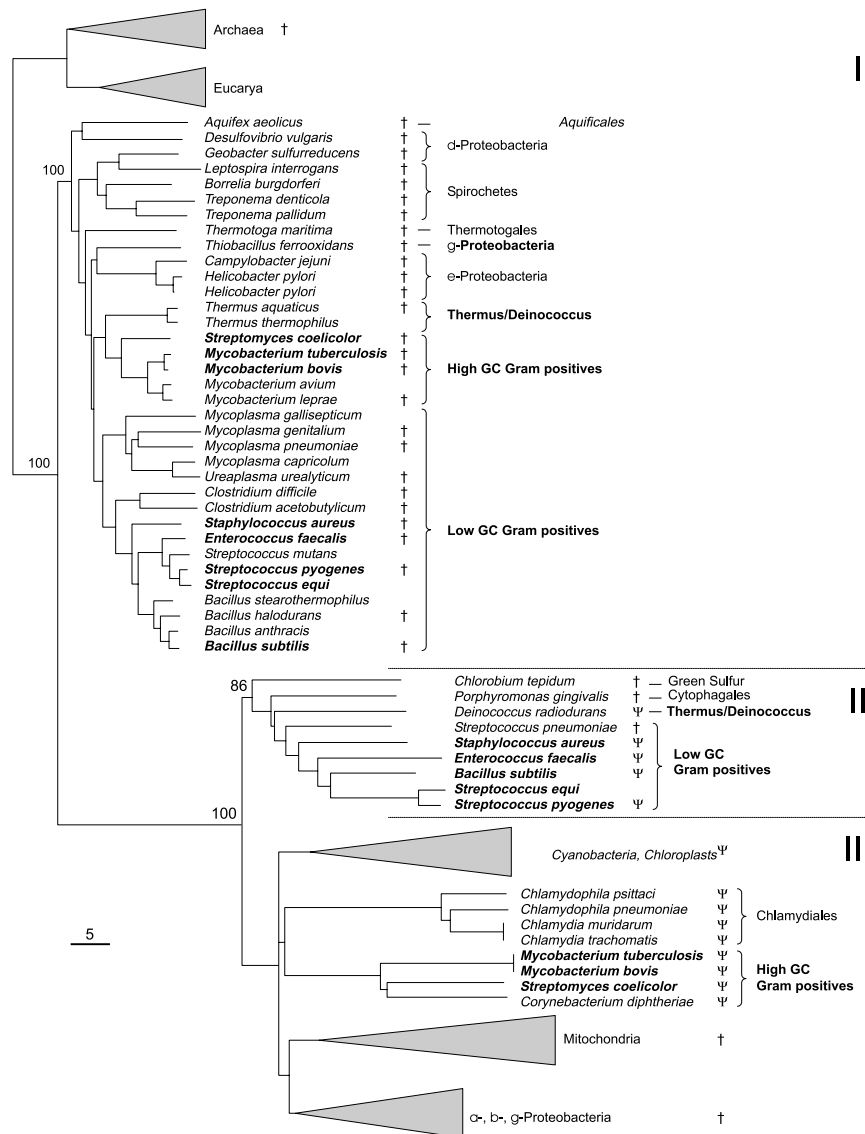 Archaea †
I
Eucarya
Aquifex aeolicus † — Aquificales
Desulfovibrio vulgaris †
d-Proteobacteria
Geobacter sulfurreducens †
Leptospira interrogans †
Borrelia burgdorferi †
Spirochetes
Treponema denticola †
Treponema pallidum †
100
Thermotoga maritima † — Thermotogales
Thiobacillus ferrooxidans † — g-Proteobacteria
Campylobacter jejuni †
Helicobacter pylori † e-Proteobacteria
Helicobacter pylori †
Thermus aquaticus †
Thermus/Deinococcus
Thermus thermophilus
Streptomyces coelicolor †
Mycobacterium tuberculosis †
Mycobacterium bovis † High GC Gram positives
Mycobacterium avium
Mycobacterium leprae †
Mycoplasma gallisepticum
Mycoplasma genitalium †
Mycoplasma pneumoniae †
100
Mycoplasma capricolum
Ureaplasma urealyticum †
Clostridium difficile †
Clostridium acetobutylicum †
Staphylococcus aureus †
Low GC Gram positives
Enterococcus faecalis †
Streptococcus mutans
Streptococcus pyogenes †
Streptococcus equi
Bacillus stearothermophilus
Bacillus halodurans †
Bacillus anthracis
Bacillus subtilis †
86
Chlorobium tepidum † — Green Sulfur
Porphyromonas gingivalis † — Cytophagales
II
Deinococcus radiodurans Ψ — Thermus/Deinococcus
Streptococcus pneumoniae †
Staphylococcus aureus Ψ
Enterococcus faecalis Ψ
Low GC
Gram positives
Bacillus subtilis Ψ
Streptococcus equi
Streptococcus pyogenes Ψ
100
Cyanobacteria, Chloroplasts Ψ
II
Chlamydophila psittaci Ψ
Chlamydophila pneumoniae Ψ
Chlamydiales
Chlamydia muridarum Ψ
Chlamydia trachomatis Ψ
5
Mycobacterium tuberculosis Ψ
Mycobacterium bovis Ψ
High GC
Gram positives
Streptomyces coelicolor Ψ
Corynebacterium diphtheriae Ψ
Mitochondria †
a-, b-, g-Proteobacteria †